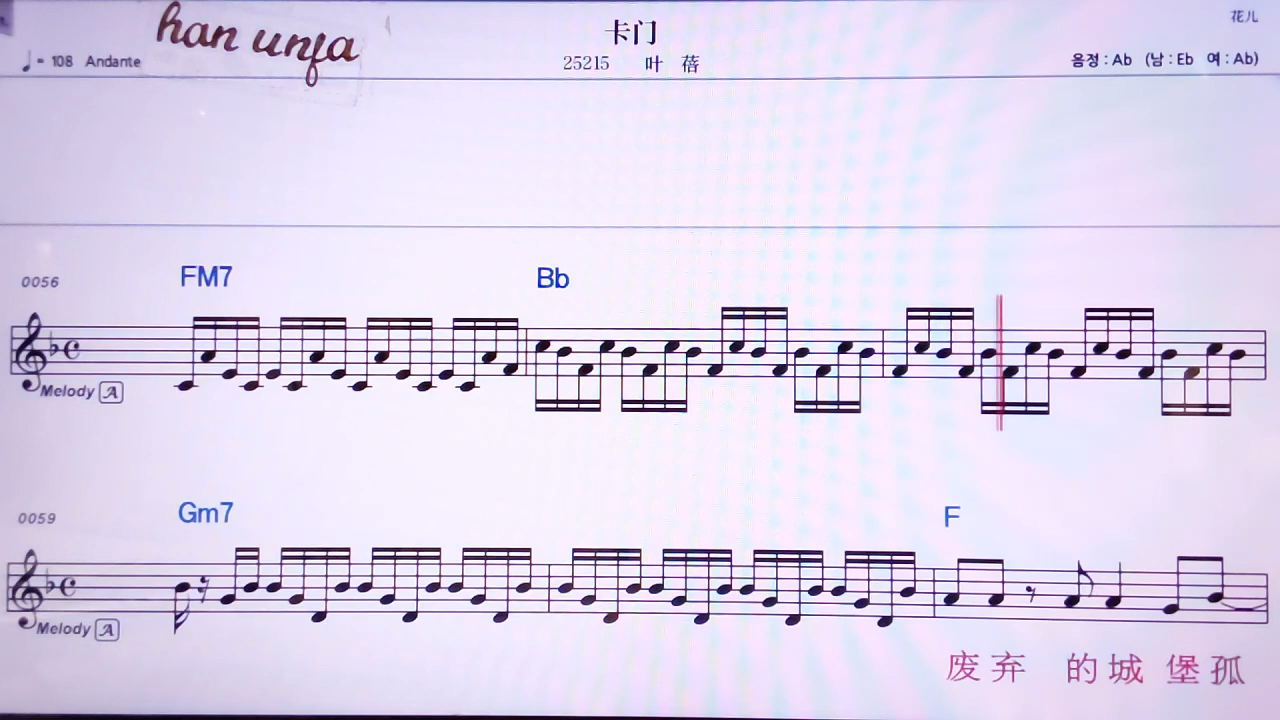 han unfa
卡门
花儿
♩= 108 Andante
25215 叶 蓓
음정 : Ab (남 : Eb 여 : Ab)
0056
FM7 Bb
Melody A
0059
Gm7 F
Melody A
废弃 的城 堡孤